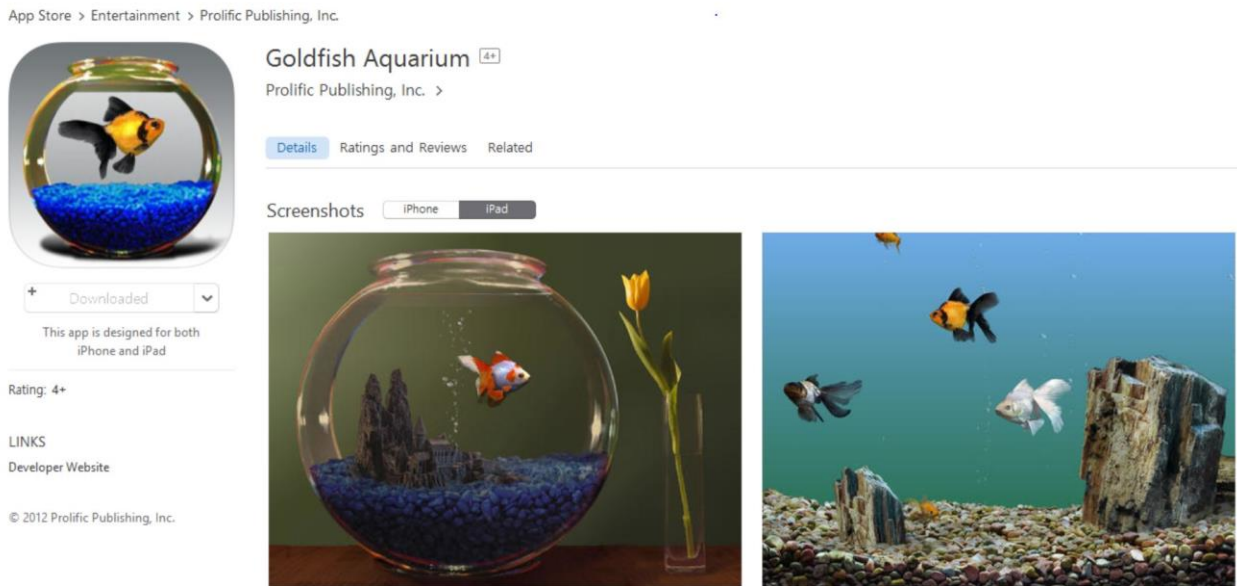 App Store > Entertainment > Prolific Publishing, Inc.
Goldfish Aquarium 4+
Prolific Publishing, Inc. >
Details Ratings and Reviews Related
Screenshots iPhone iPad
+ Downloaded
This app is designed for both
iPhone and iPad
Rating: 4+
LINKS
Developer Website
© 2012 Prolific Publishing, Inc.